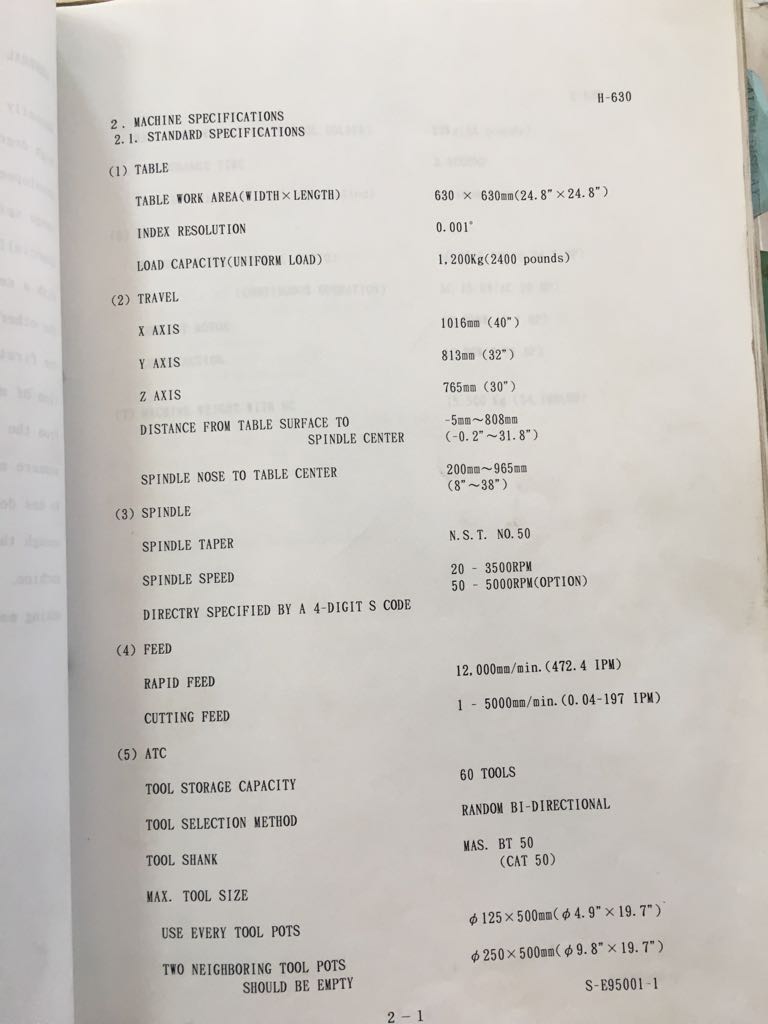 H-630
2. MACHINE SPECIFICATIONS
2.1. STANDARD SPECIFICATIONS
(1) TABLE
TABLE WORK AREA(WIDTH×LENGTH) 630 × 630mm(24.8"×24.8")
INDEX RESOLUTION 0.001°
LOAD CAPACITY(UNIFORM LOAD) 1,200Kg(2400 pounds)
(2) TRAVEL
X AXIS 1016mm (40")
Y AXIS 813mm (32")
Z AXIS 765mm (30")
DISTANCE FROM TABLE SURFACE TO -5mm~808mm
SPINDLE CENTER (-0.2"~31.8")
SPINDLE NOSE TO TABLE CENTER 200mm~965mm
(8"~38")
(3) SPINDLE
SPINDLE TAPER N.S.T. NO.50
SPINDLE SPEED 20 - 3500RPM
50 - 5000RPM(OPTION)
DIRECTRY SPECIFIED BY A 4-DIGIT S CODE
(4) FEED
RAPID FEED 12,000mm/min.(472.4 IPM)
CUTTING FEED 1 - 5000mm/min.(0.04-197 IPM)
(5) ATC
TOOL STORAGE CAPACITY 60 TOOLS
TOOL SELECTION METHOD RANDOM BI-DIRECTIONAL
TOOL SHANK MAS. BT 50
(CAT 50)
MAX. TOOL SIZE
USE EVERY TOOL POTS φ125×500mm(φ4.9"×19.7")
TWO NEIGHBORING TOOL POTS φ250×500mm(φ9.8"×19.7")
SHOULD BE EMPTY
S-E95001-1
2 - 1